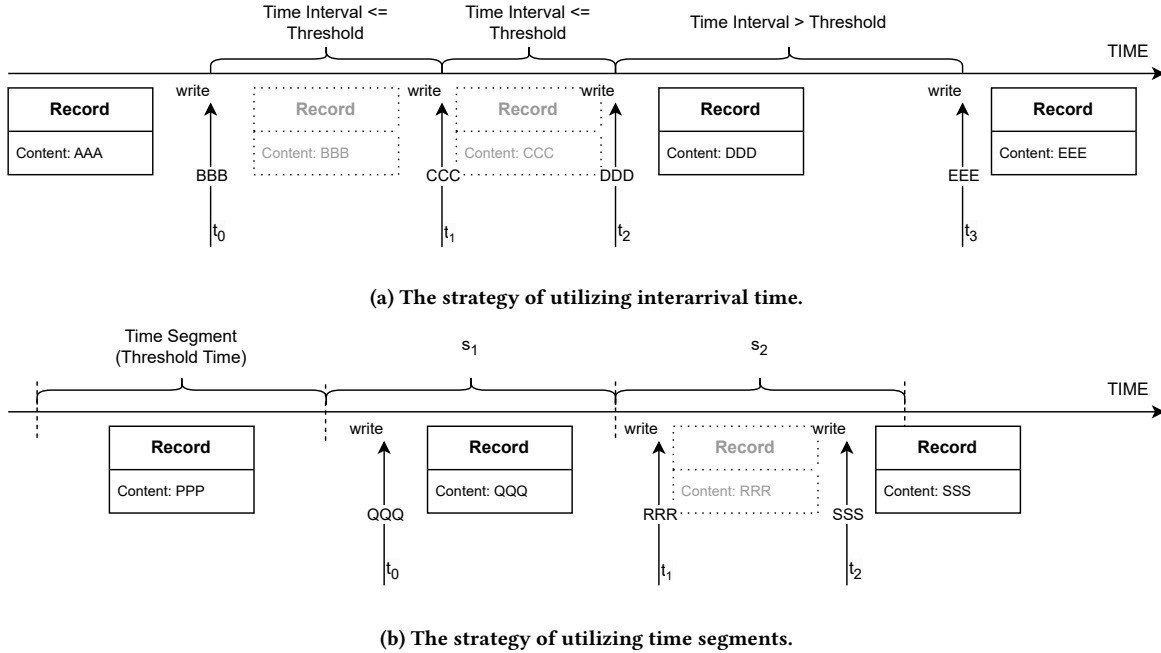 Time Interval <=
Threshold
Time Interval <=
Threshold
Time Interval > Threshold
TIME
write
write
write
write
Record
Content: AAA
Record
Content: BBB
Record
Content: CCC
Record
Content: DDD
Record
Content: EEE
BBB
CCC
DDD
EEE
t0
t1
t2
t3
(a) The strategy of utilizing interarrival time.
Time Segment
(Threshold Time)
s1
s2
TIME
write
write
write
Record
Content: PPP
Record
Content: QQQ
Record
Content: RRR
Record
Content: SSS
QQQ
RRR
SSS
t0
t1
t2
(b) The strategy of utilizing time segments.